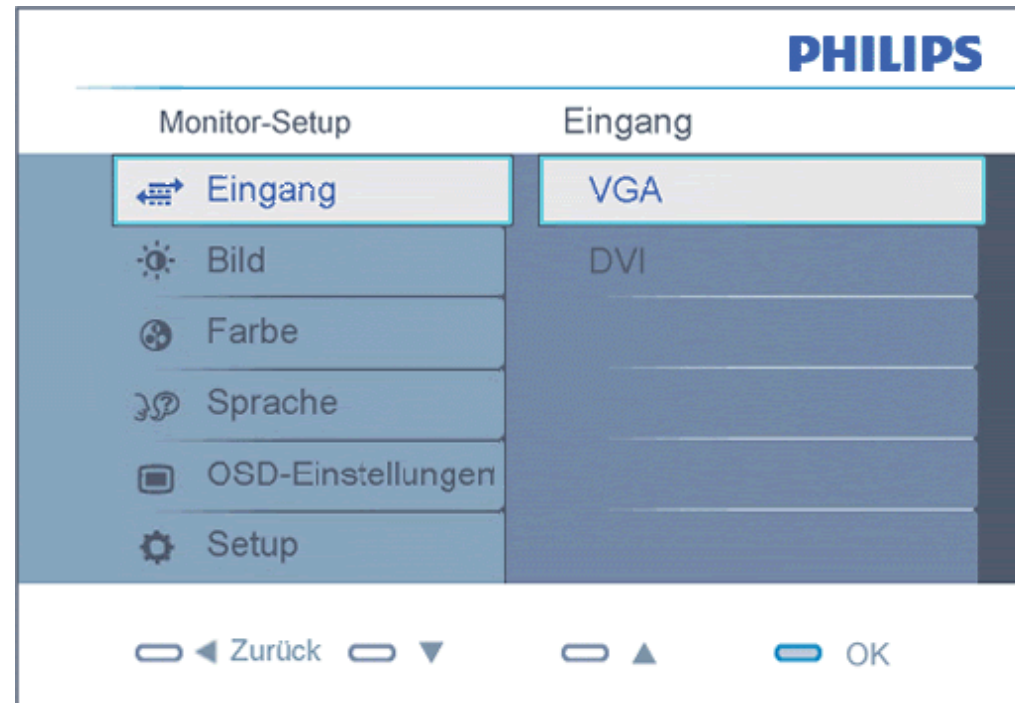 PHILIPS
Monitor-Setup
Eingang
Eingang
VGA
Bild
DVI
Farbe
Sprache
OSD-Einstellungen
Setup
Zurück
OK